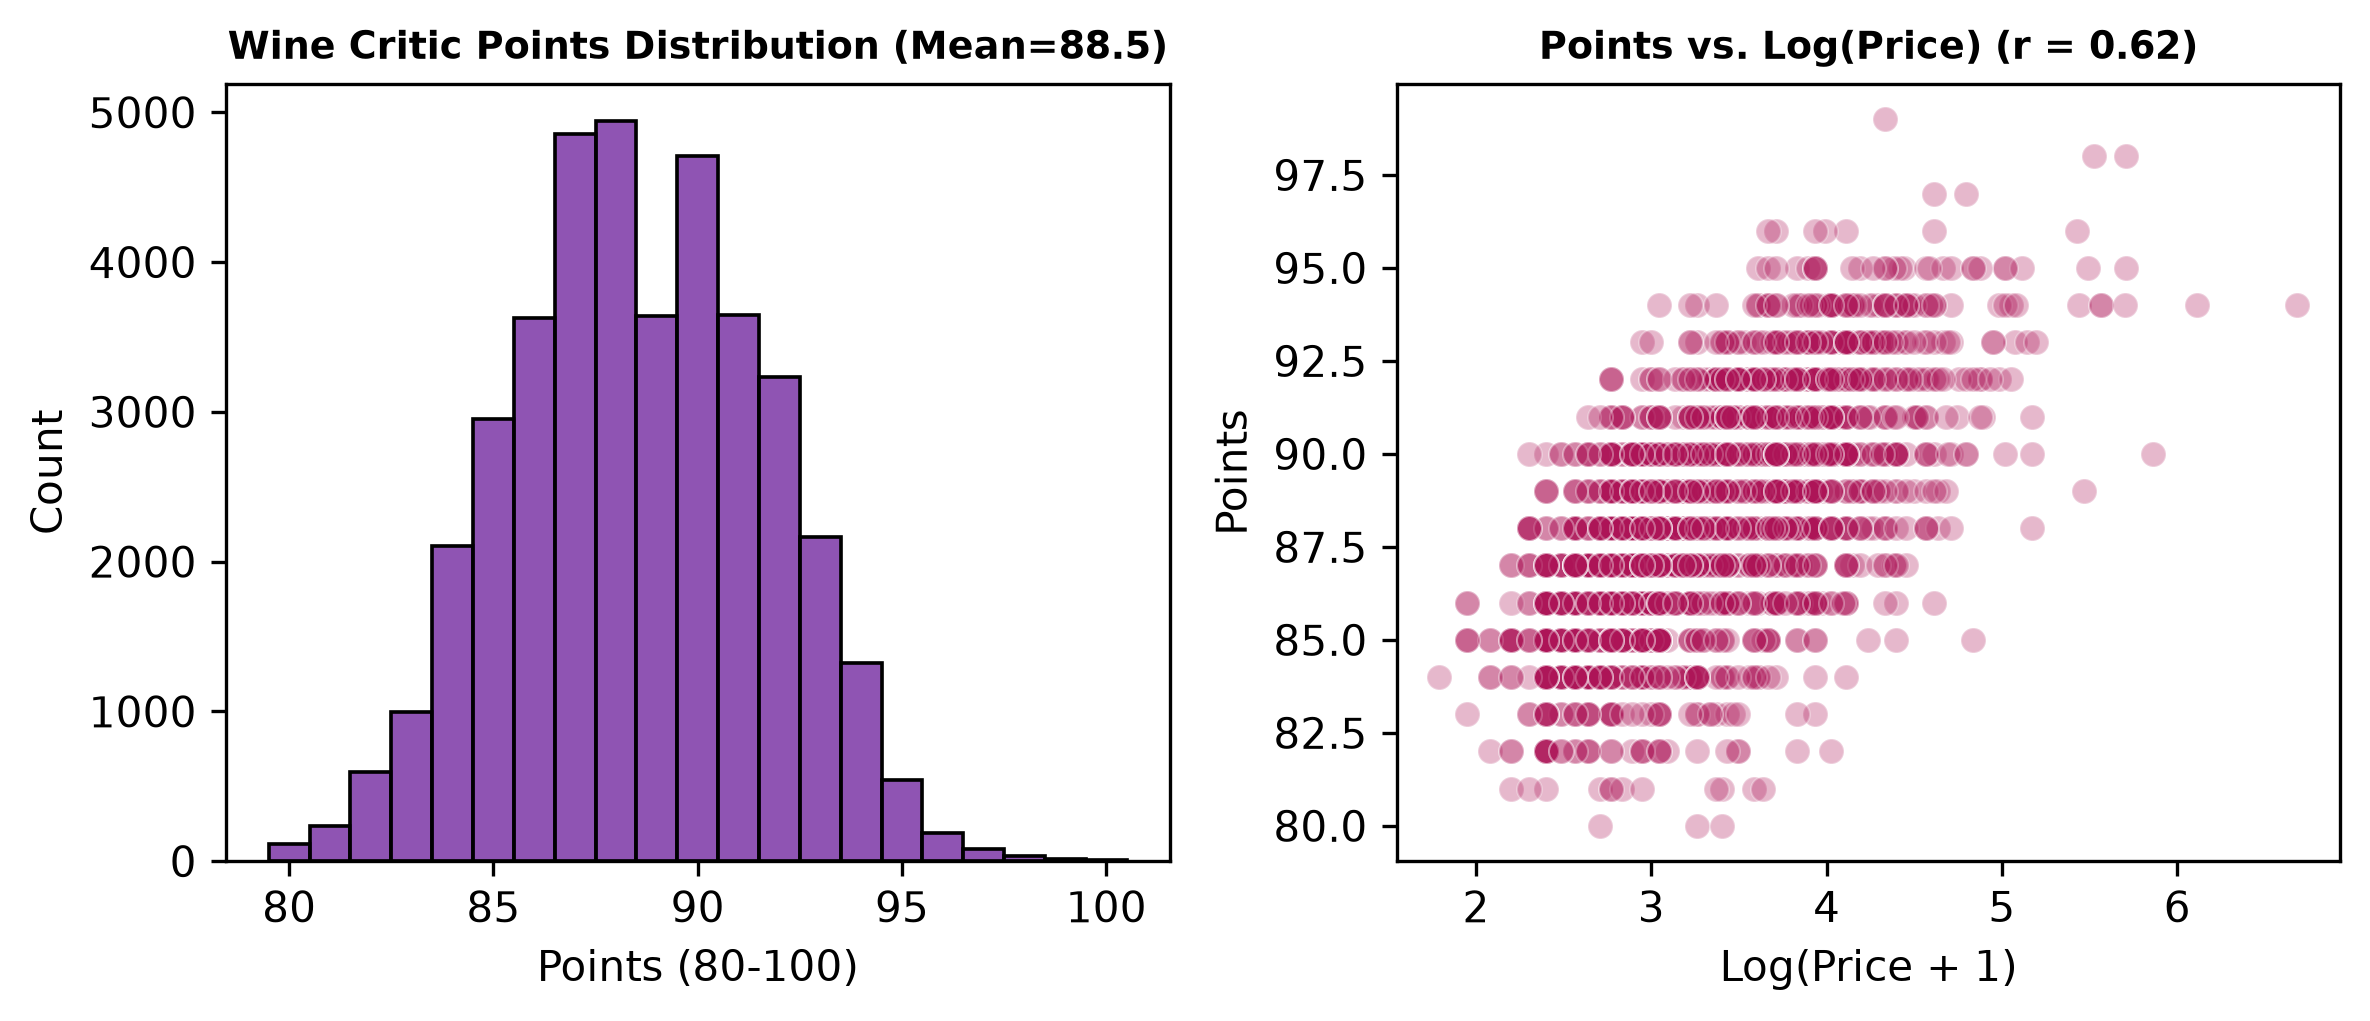 Wine Critic Points Distribution (Mean=88.5)
5000
4000
3000
2000
1000
0
Count
80 85 90 95 100
Points (80-100)
Points vs. Log(Price) (r = 0.62)
97.5
95.0
92.5
90.0
87.5
85.0
82.5
80.0
Points
2 3 4 5 6
Log(Price + 1)